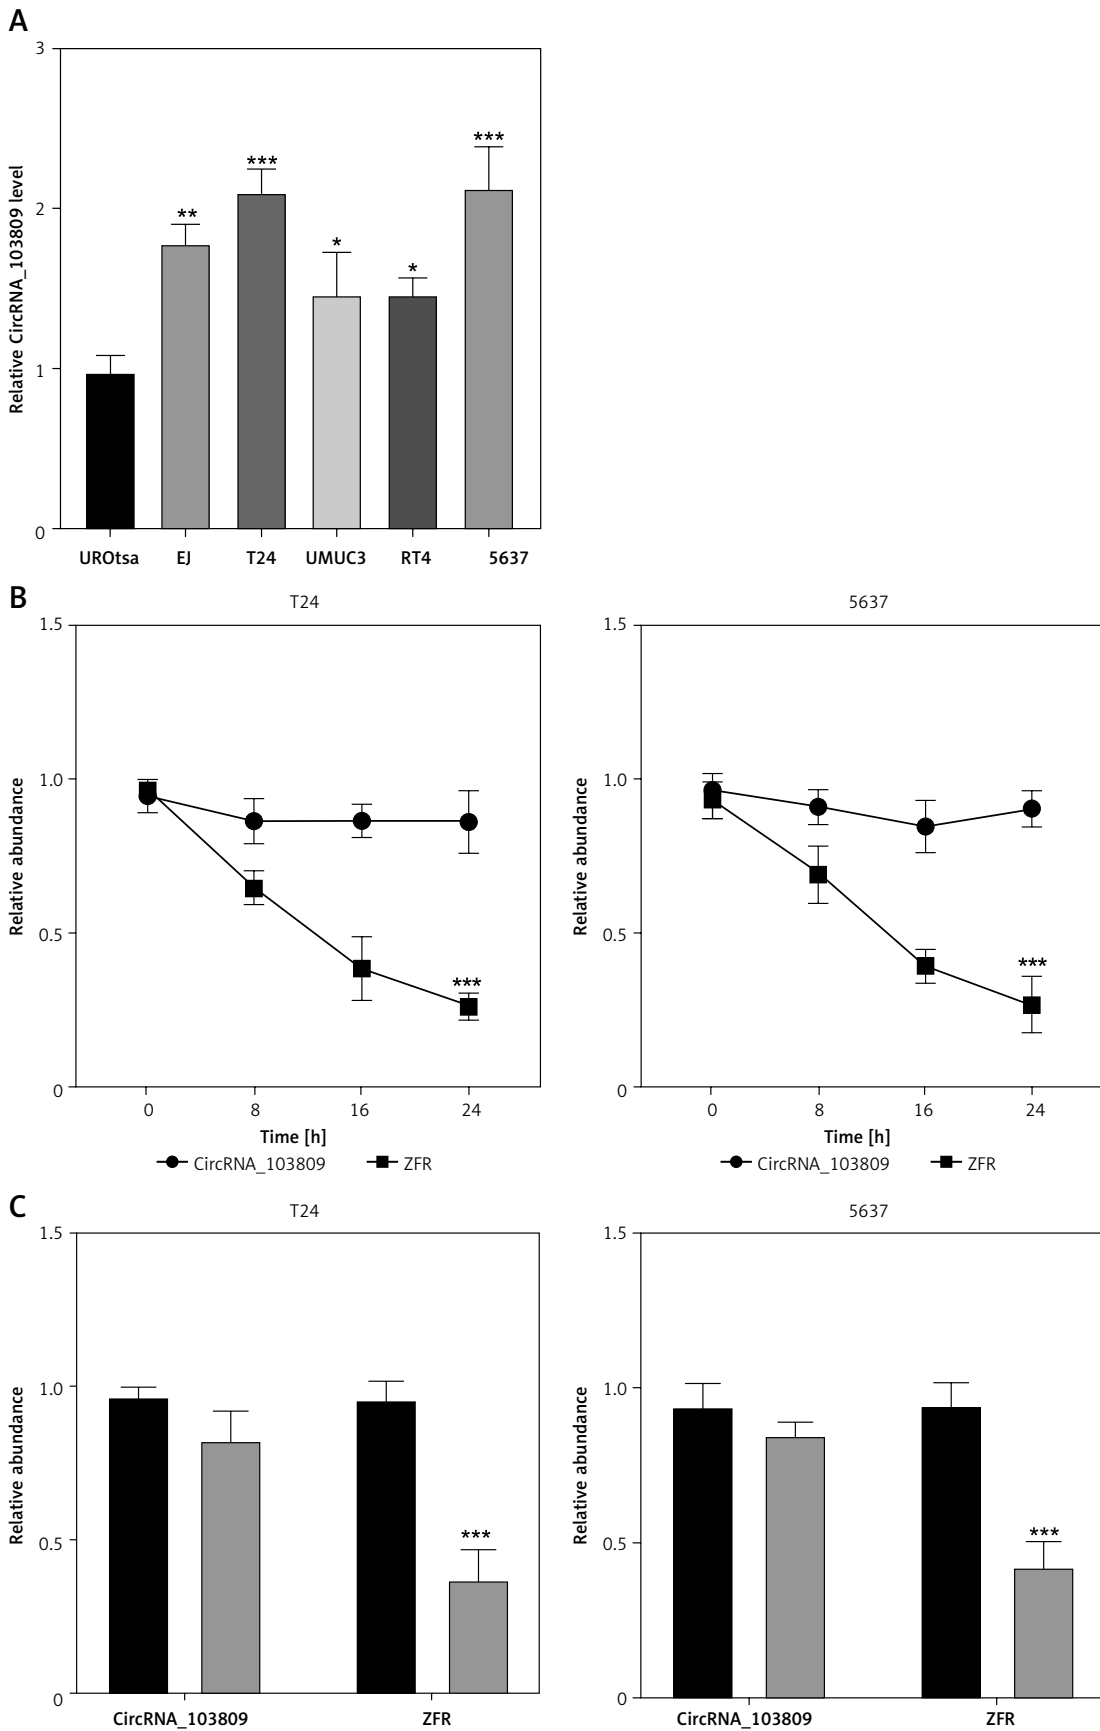 A
3
2
1
0
Relative CircRNA_103809 level
**
***
*
*
***
UROtsa EJ T24 UMUC3 RT4 5637
B
T24
1.5
1.0
0.5
0
Relative abundance
***
0 8 16 24
Time [h]
CircRNA_103809 ZFR
5637
1.5
1.0
0.5
0
Relative abundance
***
0 8 16 24
Time [h]
CircRNA_103809 ZFR
C
T24
1.5
1.0
0.5
0
Relative abundance
***
CircRNA_103809 ZFR
5637
1.5
1.0
0.5
0
Relative abundance
***
CircRNA_103809 ZFR